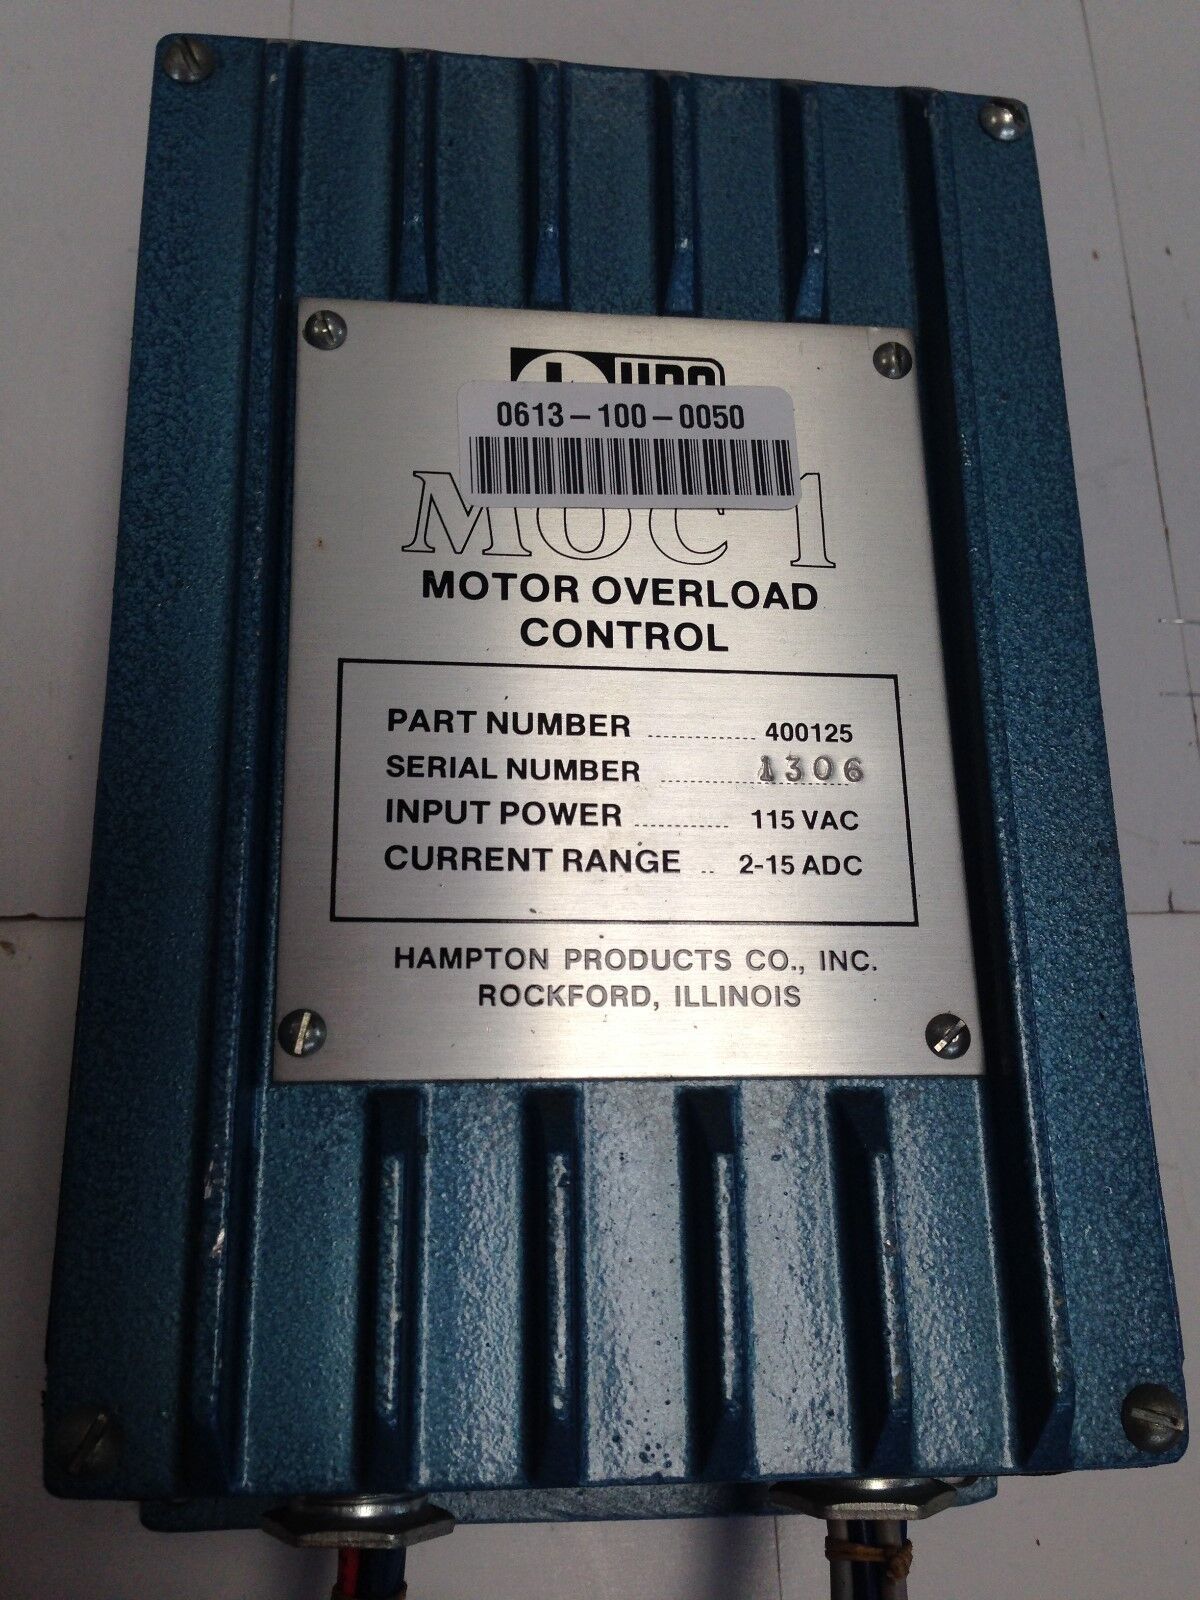 0613-100-0050
MOC 1
MOTOR OVERLOAD
CONTROL
PART NUMBER .............. 400125
SERIAL NUMBER .............. 1306
INPUT POWER ............ 115 VAC
CURRENT RANGE .. 2-15 ADC
HAMPTON PRODUCTS CO., INC.
ROCKFORD, ILLINOIS